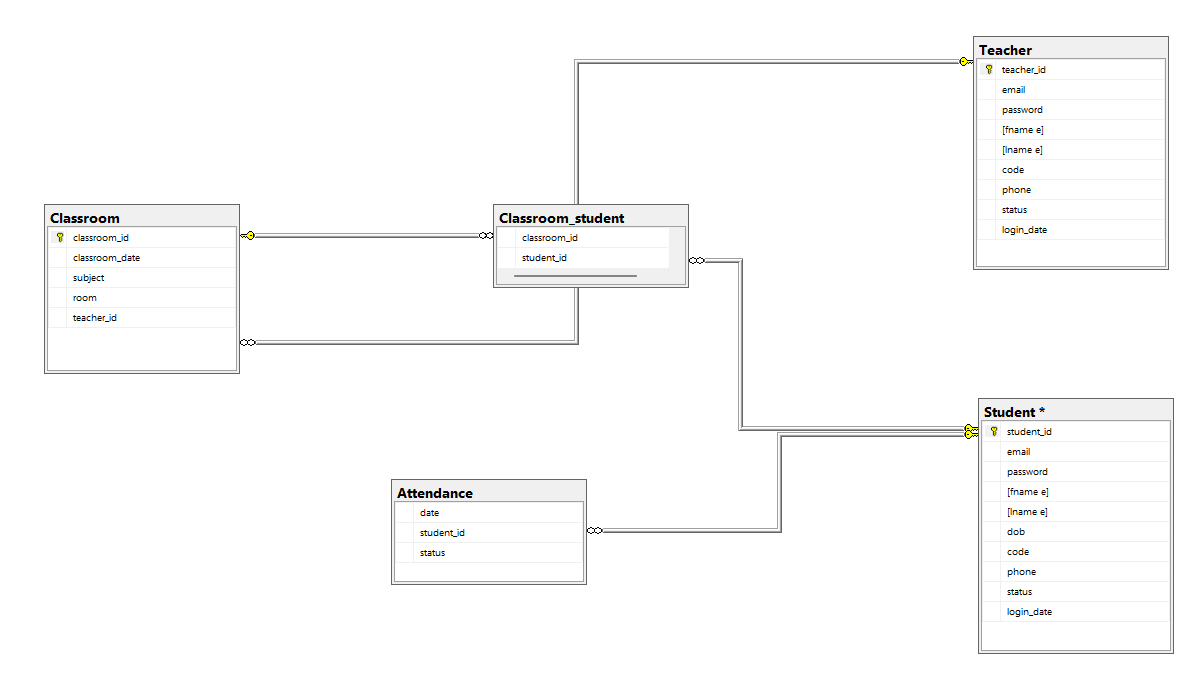 Teacher
teacher_id
email
password
[fname e]
[lname e]
code
phone
status
login_date
Classroom
classroom_id
classroom_date
subject
room
teacher_id
Classroom_student
classroom_id
student_id
Student *
student_id
email
password
[fname e]
[lname e]
dob
code
phone
status
login_date
Attendance
date
student_id
status